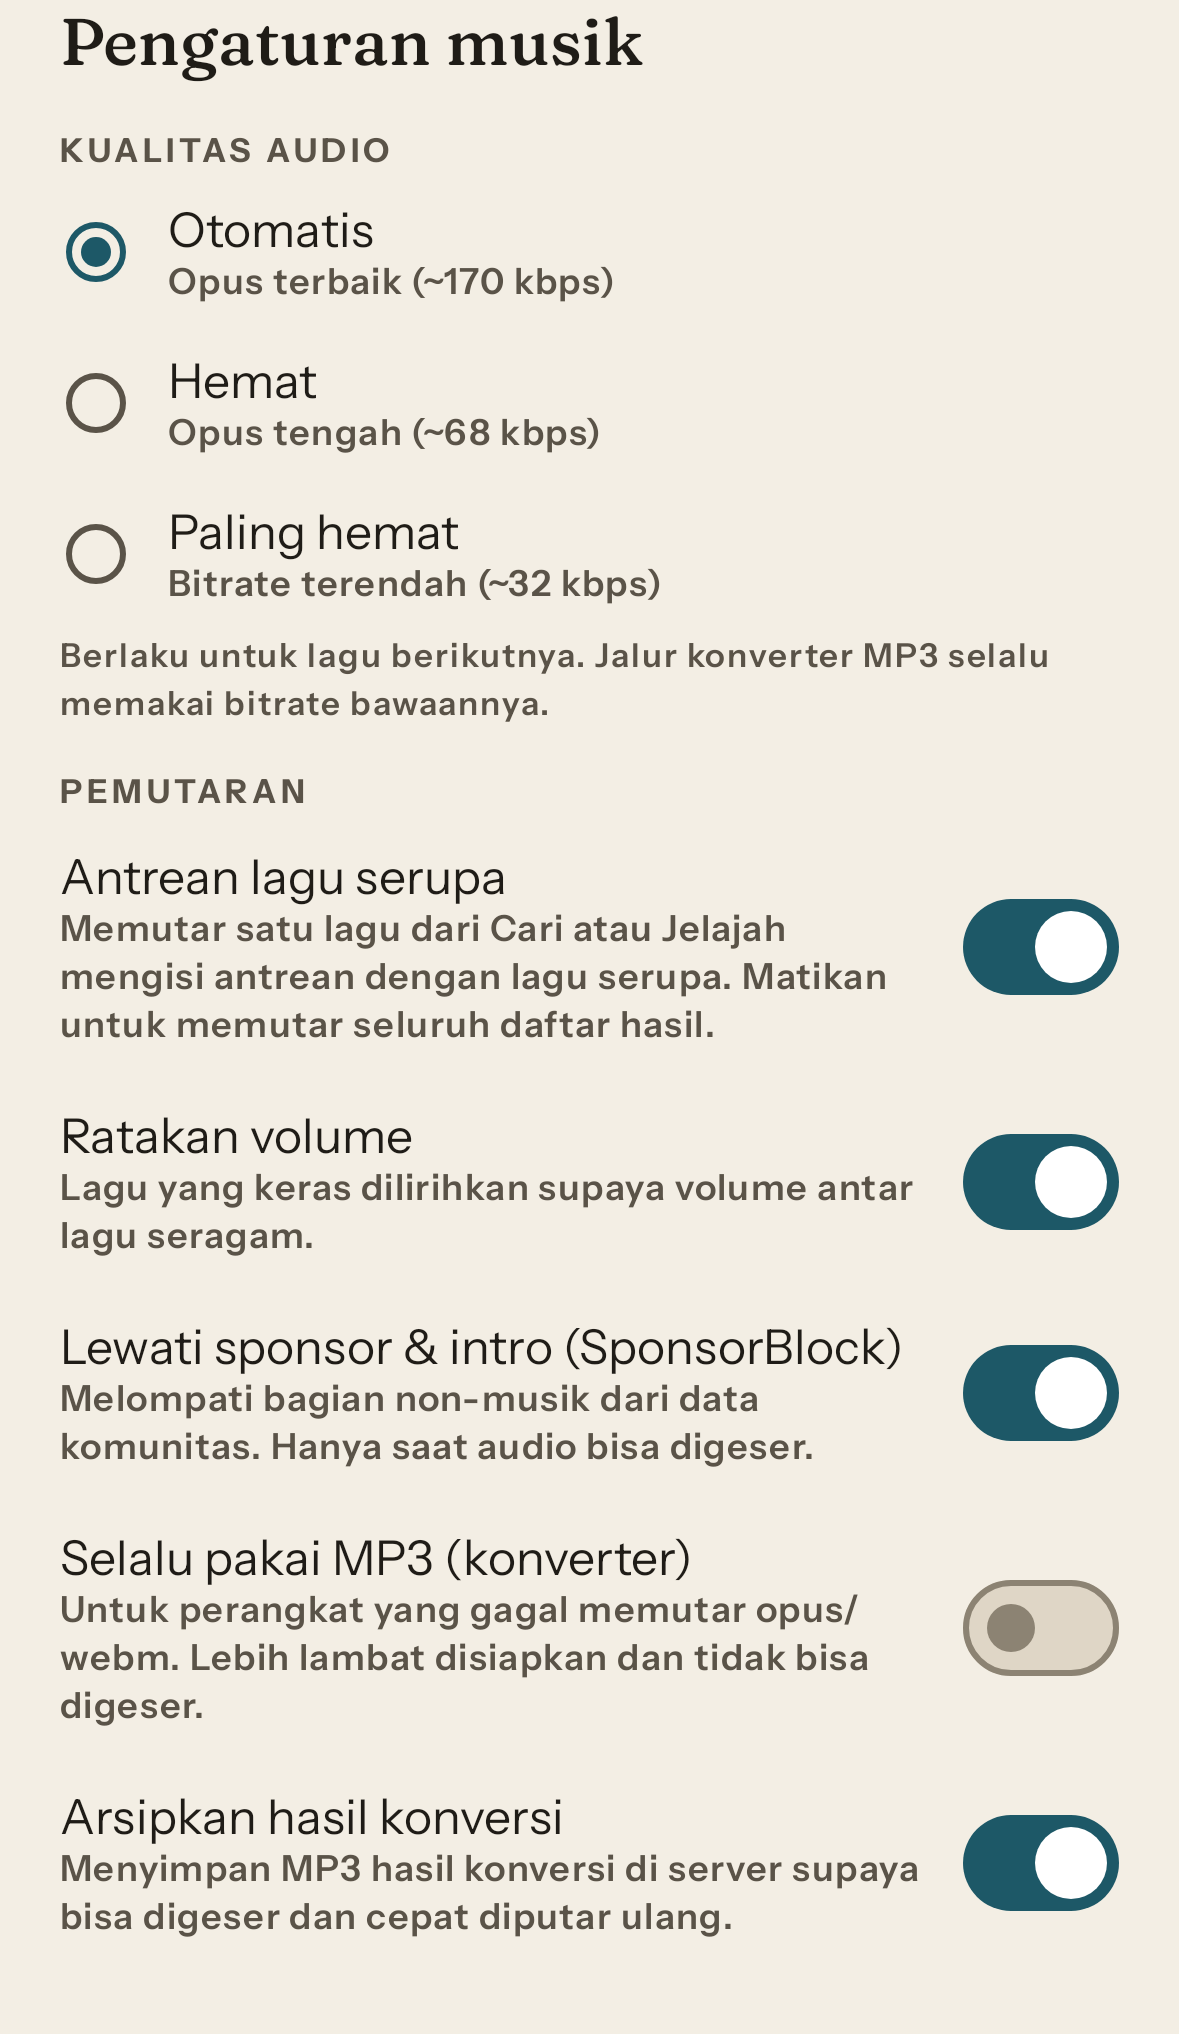 Pengaturan musik
KUALITAS AUDIO
Otomatis
Opus terbaik (~170 kbps)
Hemat
Opus tengah (~68 kbps)
Paling hemat
Bitrate terendah (~32 kbps)
Berlaku untuk lagu berikutnya. Jalur konverter MP3 selalu
memakai bitrate bawaannya.
PEMUTARAN
Antrean lagu serupa
Memutar satu lagu dari Cari atau Jelajah
mengisi antrean dengan lagu serupa. Matikan
untuk memutar seluruh daftar hasil.
Ratakan volume
Lagu yang keras dilirihkan supaya volume antar
lagu seragam.
Lewati sponsor & intro (SponsorBlock)
Melompati bagian non-musik dari data
komunitas. Hanya saat audio bisa digeser.
Selalu pakai MP3 (konverter)
Untuk perangkat yang gagal memutar opus/
webm. Lebih lambat disiapkan dan tidak bisa
digeser.
Arsipkan hasil konversi
Menyimpan MP3 hasil konversi di server supaya
bisa digeser dan cepat diputar ulang.